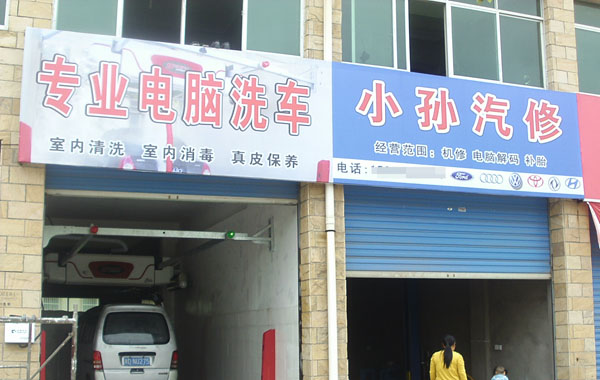 专业电脑洗车
室内清洗 室内消毒 真皮保养
小孙汽修
经营范围：机修 电脑解码 补胎
电话：
Ford